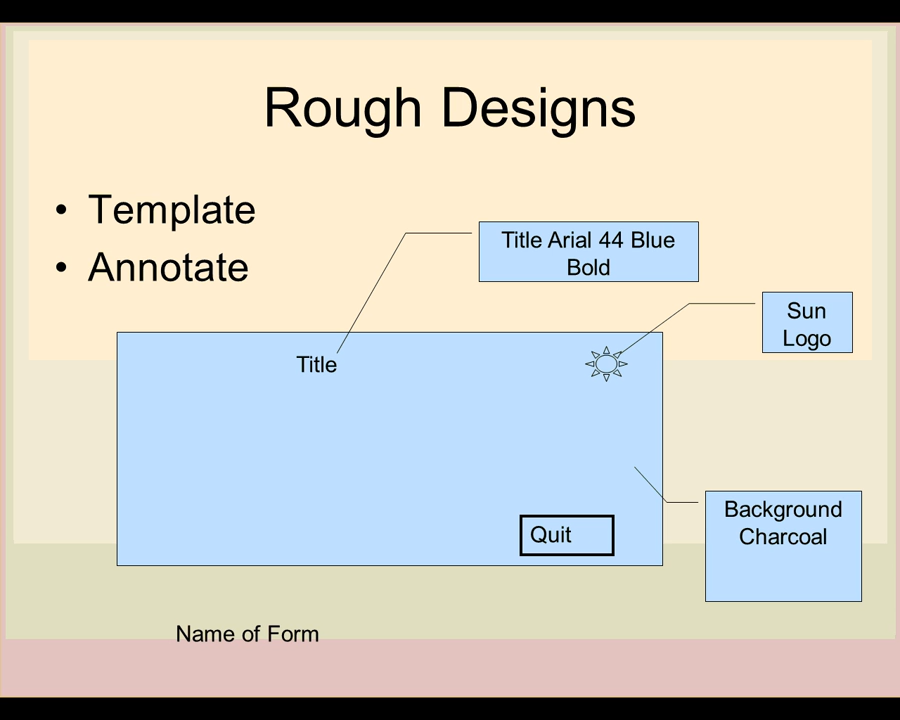 Rough Designs
• Template
• Annotate
Title Arial 44 Blue
Bold
Sun
Logo
Title
Quit
Background
Charcoal
Name of Form